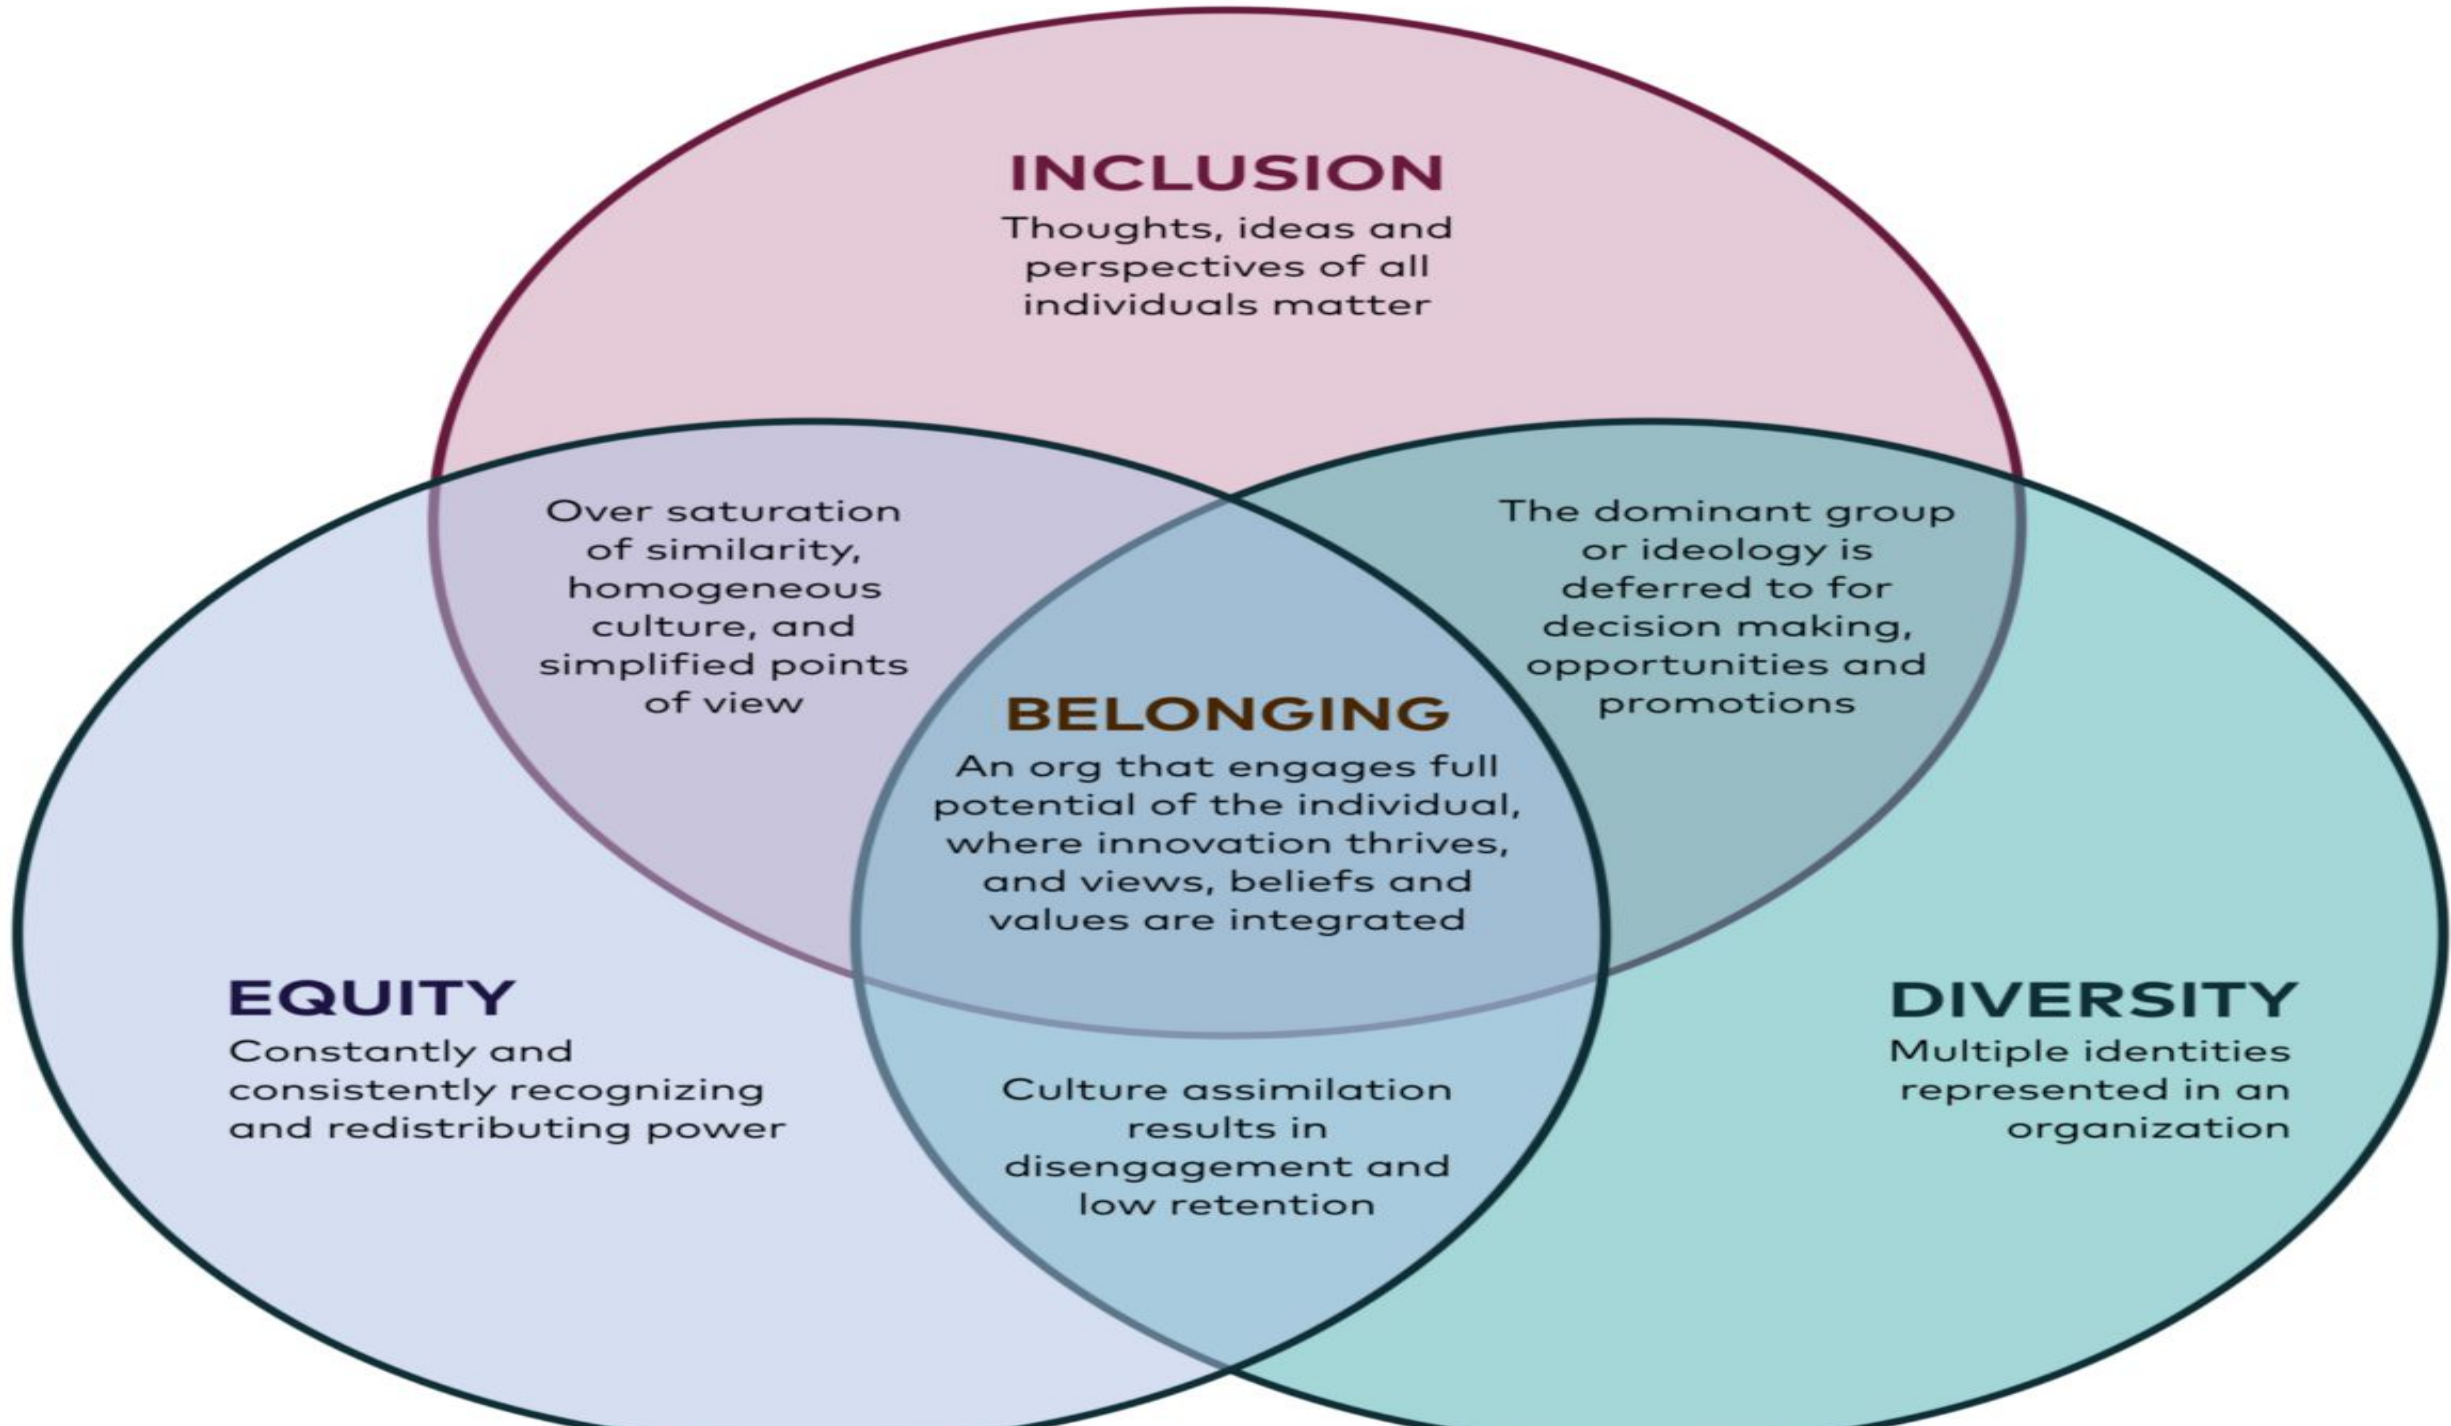 INCLUSION
Thoughts, ideas and
perspectives of all
individuals matter
Over saturation
of similarity,
homogeneous
culture, and
simplified points
of view
The dominant group
or ideology is
deferred to for
decision making,
opportunities and
promotions
BELONGING
An org that engages full
potential of the individual,
where innovation thrives,
and views, beliefs and
values are integrated
EQUITY
Constantly and
consistently recognizing
and redistributing power
DIVERSITY
Multiple identities
represented in an
organization
Culture assimilation
results in
disengagement and
low retention